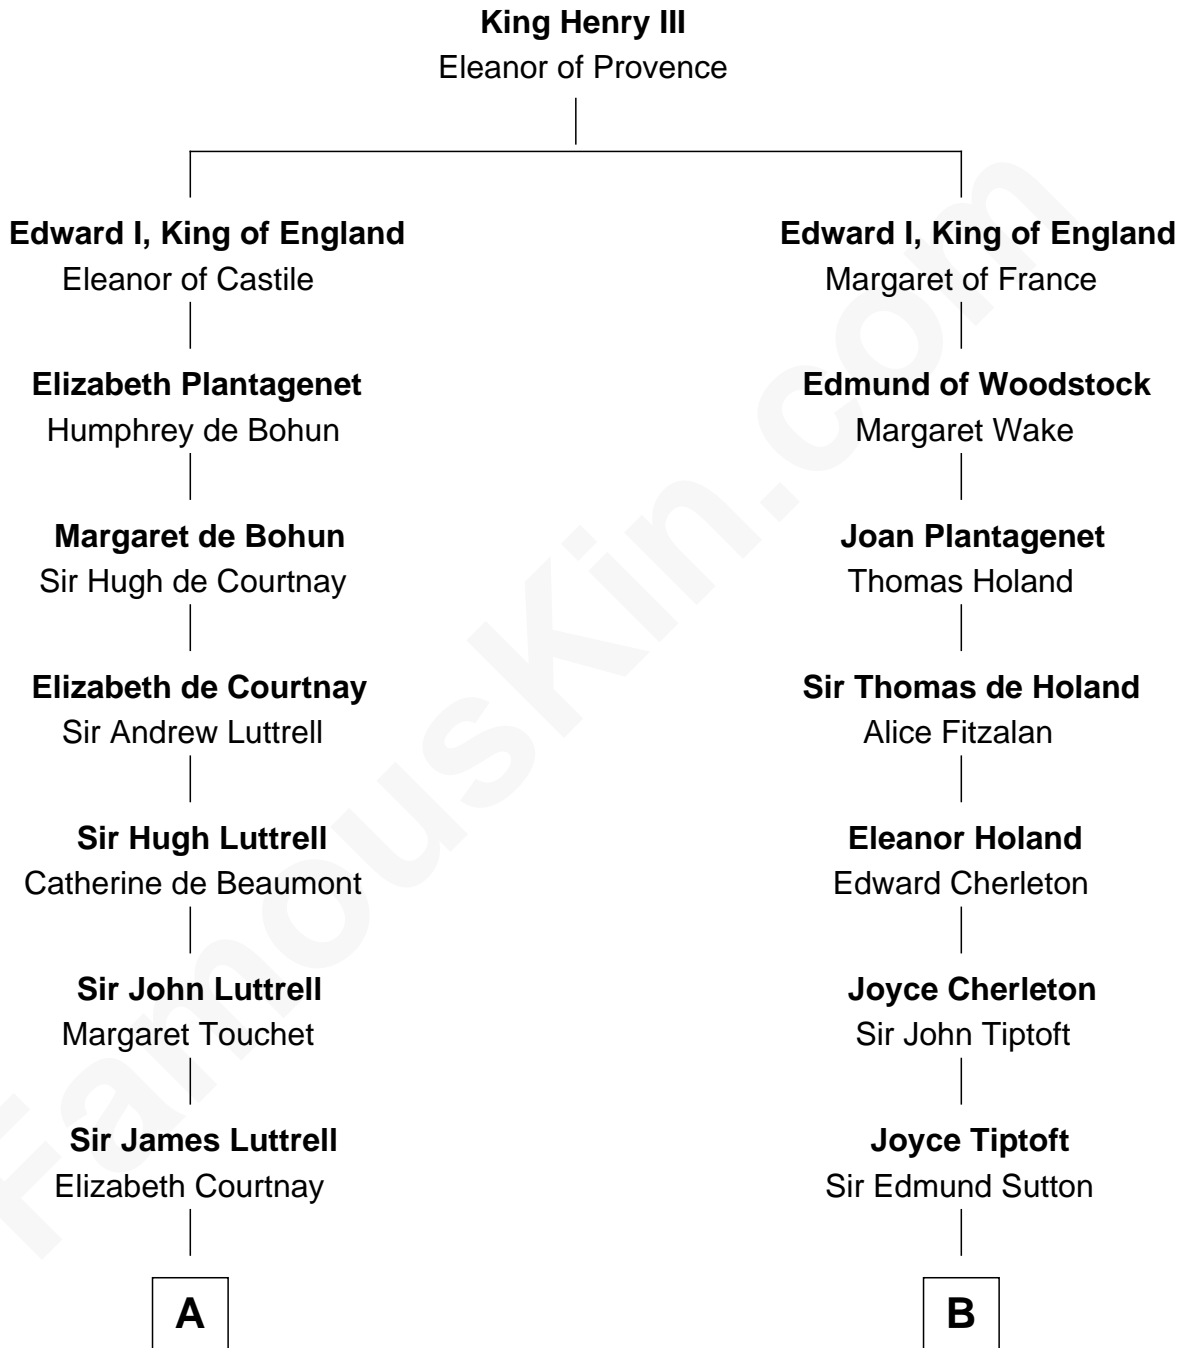 King Henry III
Eleanor of Provence
Edward I, King of England
Eleanor of Castile
Edward I, King of England
Margaret of France
Elizabeth Plantagenet
Humphrey de Bohun
Edmund of Woodstock
Margaret Wake
Margaret de Bohun
Sir Hugh de Courtnay
Joan Plantagenet
Thomas Holand
Elizabeth de Courtnay
Sir Andrew Luttrell
Sir Thomas de Holand
Alice Fitzalan
Sir Hugh Luttrell
Catherine de Beaumont
Eleanor Holand
Edward Cherleton
Sir John Luttrell
Margaret Touchet
Joyce Cherleton
Sir John Tiptoft
Sir James Luttrell
Elizabeth Courtnay
Joyce Tiptoft
Sir Edmund Sutton
A
B
FamousKin.com